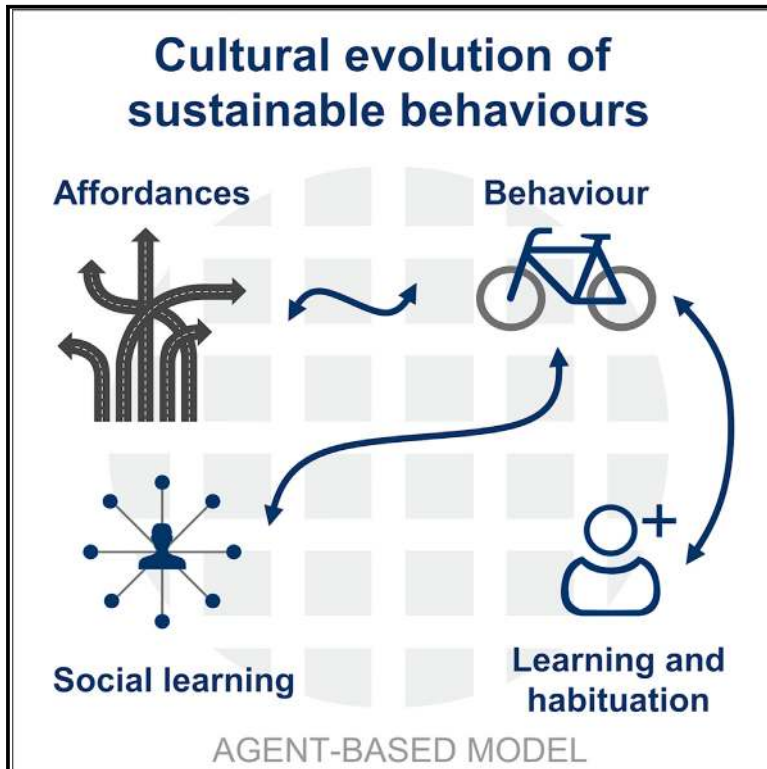 Cultural evolution of
sustainable behaviours
Affordances
Behaviour
Social learning
Learning and
habituation
AGENT-BASED MODEL